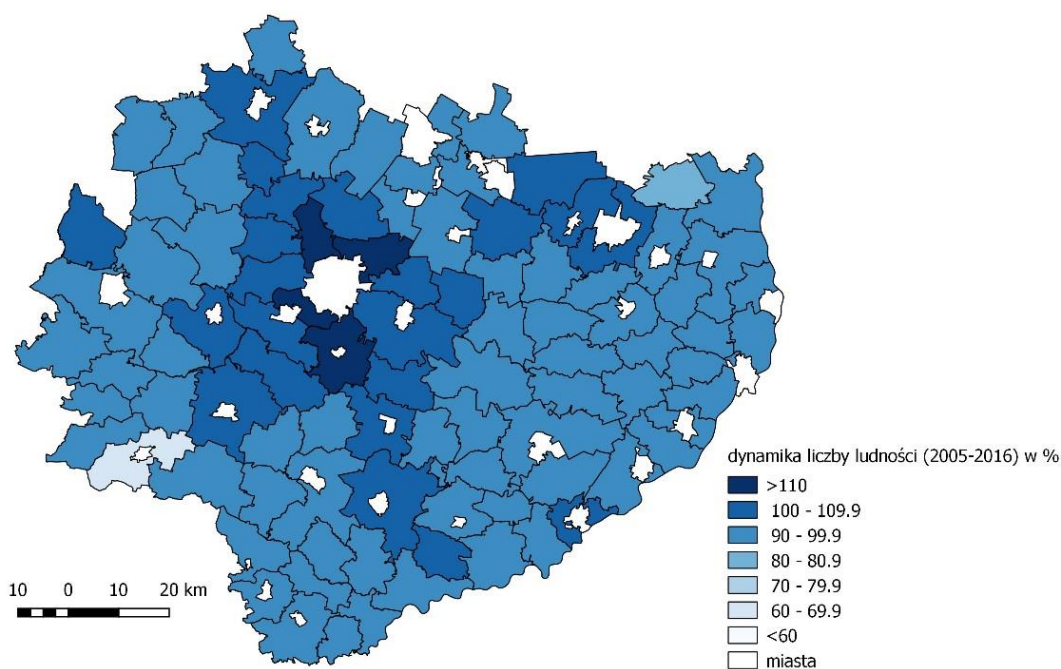 dynamika liczby ludności (2005-2016) w %
>110
100 - 109.9
90 - 99.9
80 - 80.9
70 - 79.9
60 - 69.9
<60
miasta
10 0 10 20 km